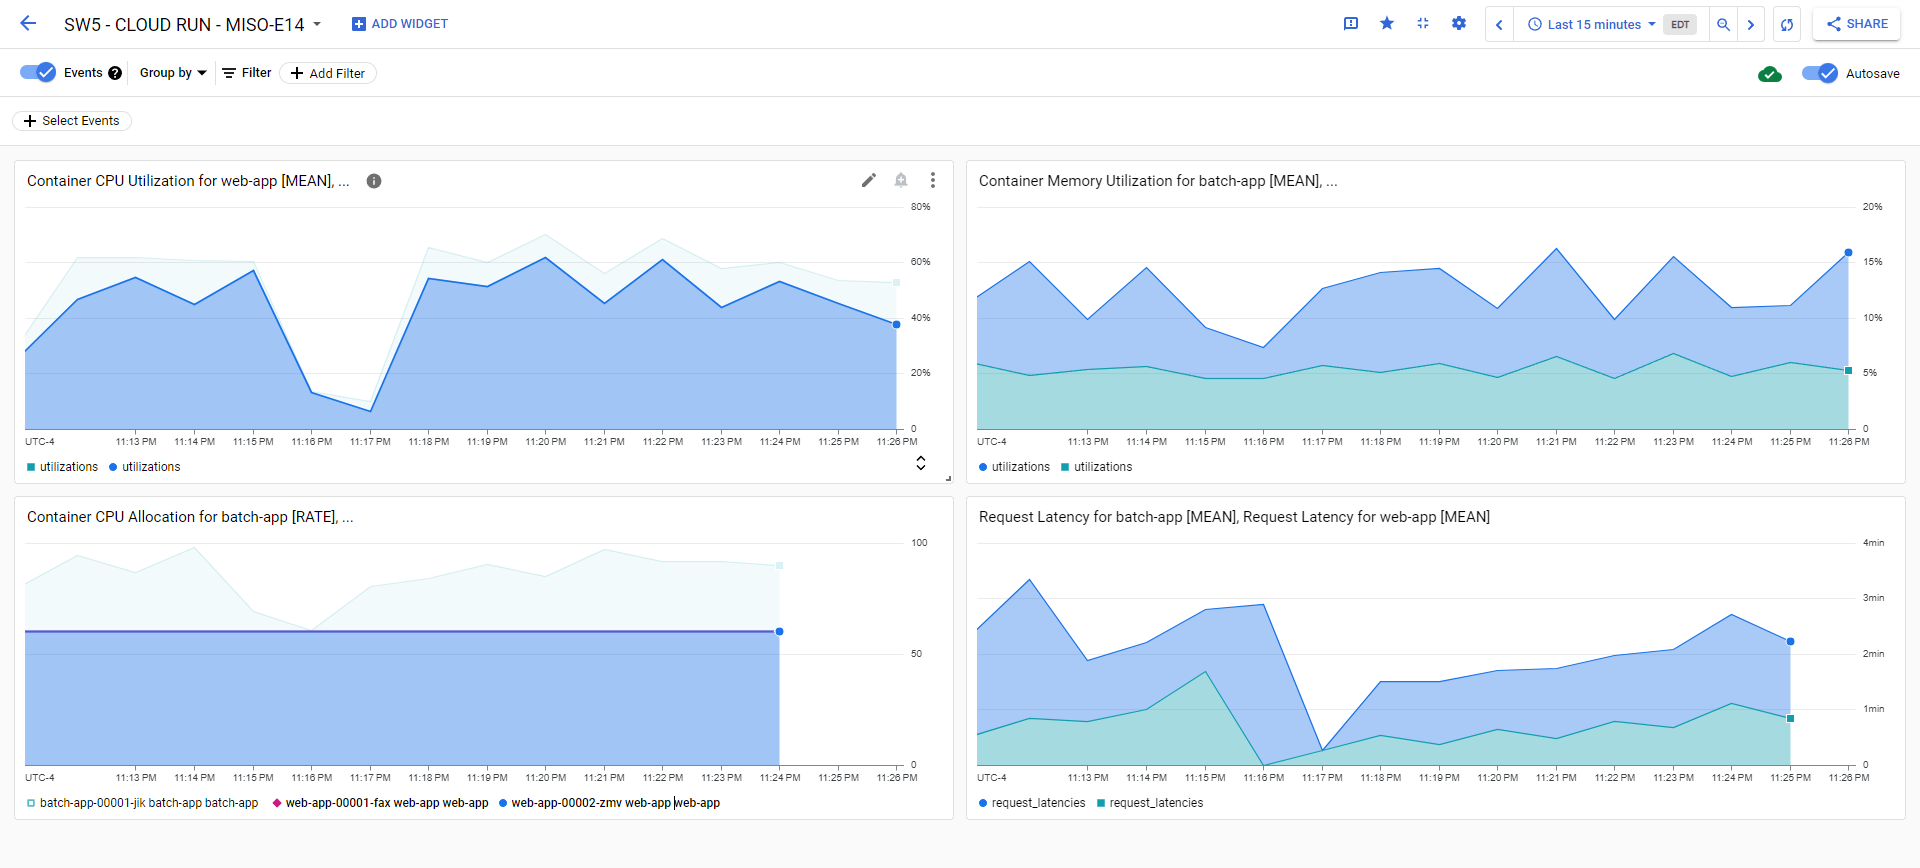 SW5 - CLOUD RUN - MISO-E14
ADD WIDGET
Last 15 minutes
EDT
SHARE
Events
Group by
Filter
Add Filter
Autosave
Select Events
Container CPU Utilization for web-app [MEAN], ...
80%
60%
40%
20%
0
UTC-4 11:13 PM 11:14 PM 11:15 PM 11:16 PM 11:17 PM 11:18 PM 11:19 PM 11:20 PM 11:21 PM 11:22 PM 11:23 PM 11:24 PM 11:25 PM 11:26 PM
utilizations utilizations
Container Memory Utilization for batch-app [MEAN], ...
20%
15%
10%
5%
0
UTC-4 11:13 PM 11:14 PM 11:15 PM 11:16 PM 11:17 PM 11:18 PM 11:19 PM 11:20 PM 11:21 PM 11:22 PM 11:23 PM 11:24 PM 11:25 PM 11:26 PM
utilizations utilizations
Container CPU Allocation for batch-app [RATE], ...
100
50
0
UTC-4 11:13 PM 11:14 PM 11:15 PM 11:16 PM 11:17 PM 11:18 PM 11:19 PM 11:20 PM 11:21 PM 11:22 PM 11:23 PM 11:24 PM 11:25 PM 11:26 PM
batch-app-00001-jik batch-app batch-app web-app-00001-fax web-app web-app web-app-00002-zmv web-app web-app
Request Latency for batch-app [MEAN], Request Latency for web-app [MEAN]
4min
3min
2min
1min
0
UTC-4 11:13 PM 11:14 PM 11:15 PM 11:16 PM 11:17 PM 11:18 PM 11:19 PM 11:20 PM 11:21 PM 11:22 PM 11:23 PM 11:24 PM 11:25 PM 11:26 PM
request_latencies request_latencies